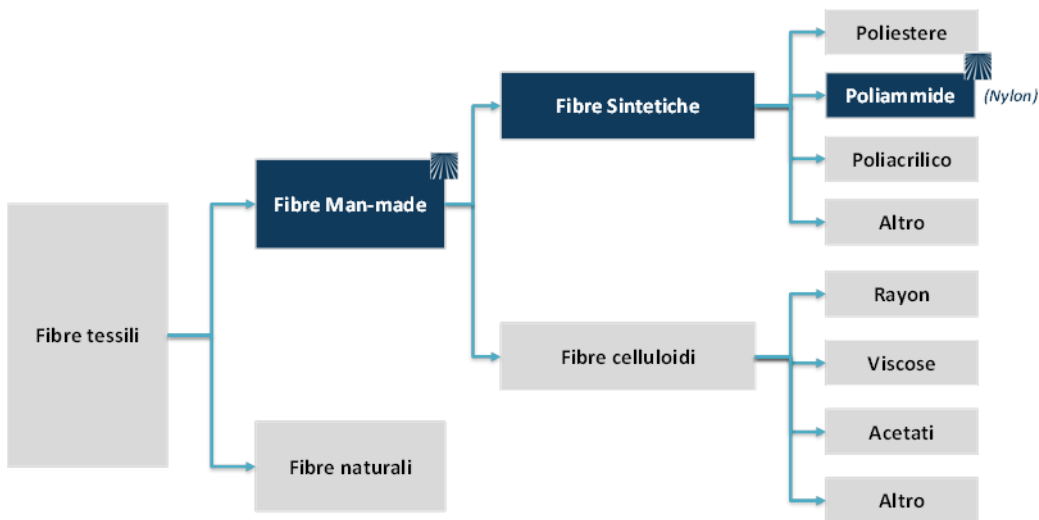 Fibre tessili
Fibre Man-made
Fibre naturali
Fibre Sintetiche
Fibre celluloidi
Poliestere
Poliammide
(Nylon)
Poliacrilico
Altro
Rayon
Viscose
Acetati
Altro